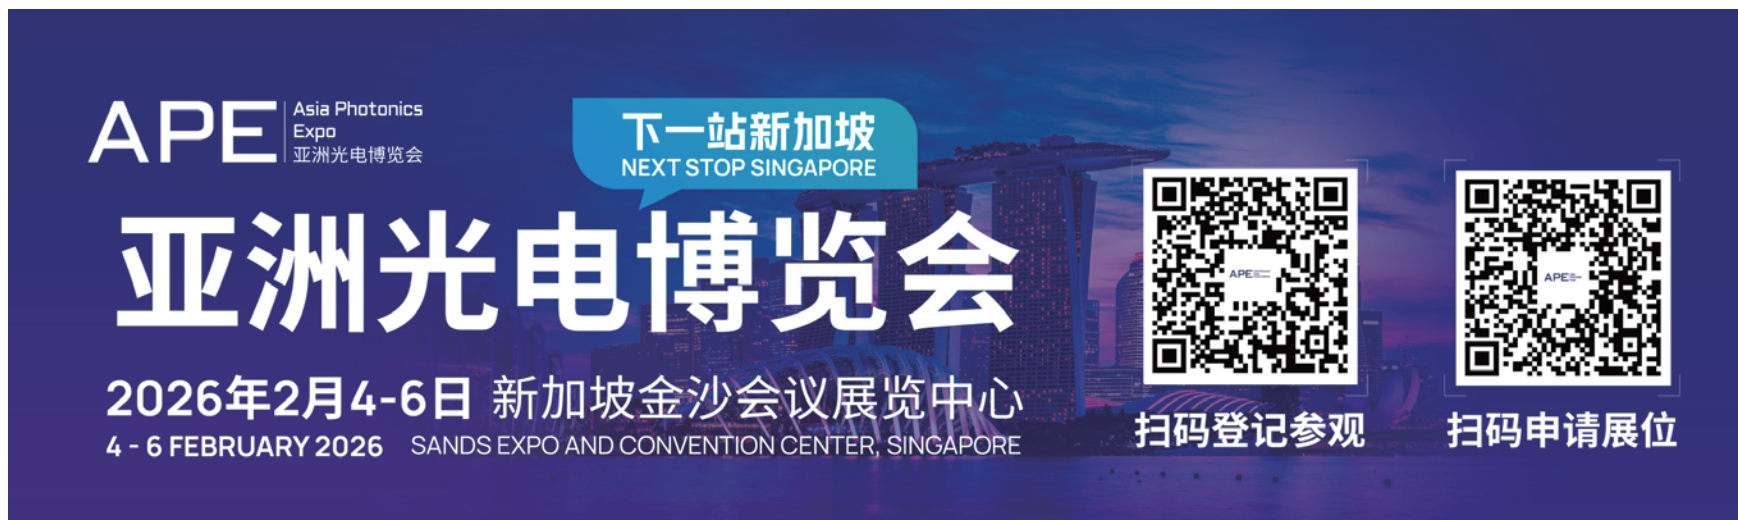 APE
Asia Photonics
Expo
亚洲光电博览会
下一站新加坡
NEXT STOP SINGAPORE
亚洲光电博览会
2026年2月4-6日 新加坡金沙会议展览中心
4 - 6 FEBRUARY 2026 SANDS EXPO AND CONVENTION CENTER, SINGAPORE
APE
扫码登记参观
APE
扫码申请展位